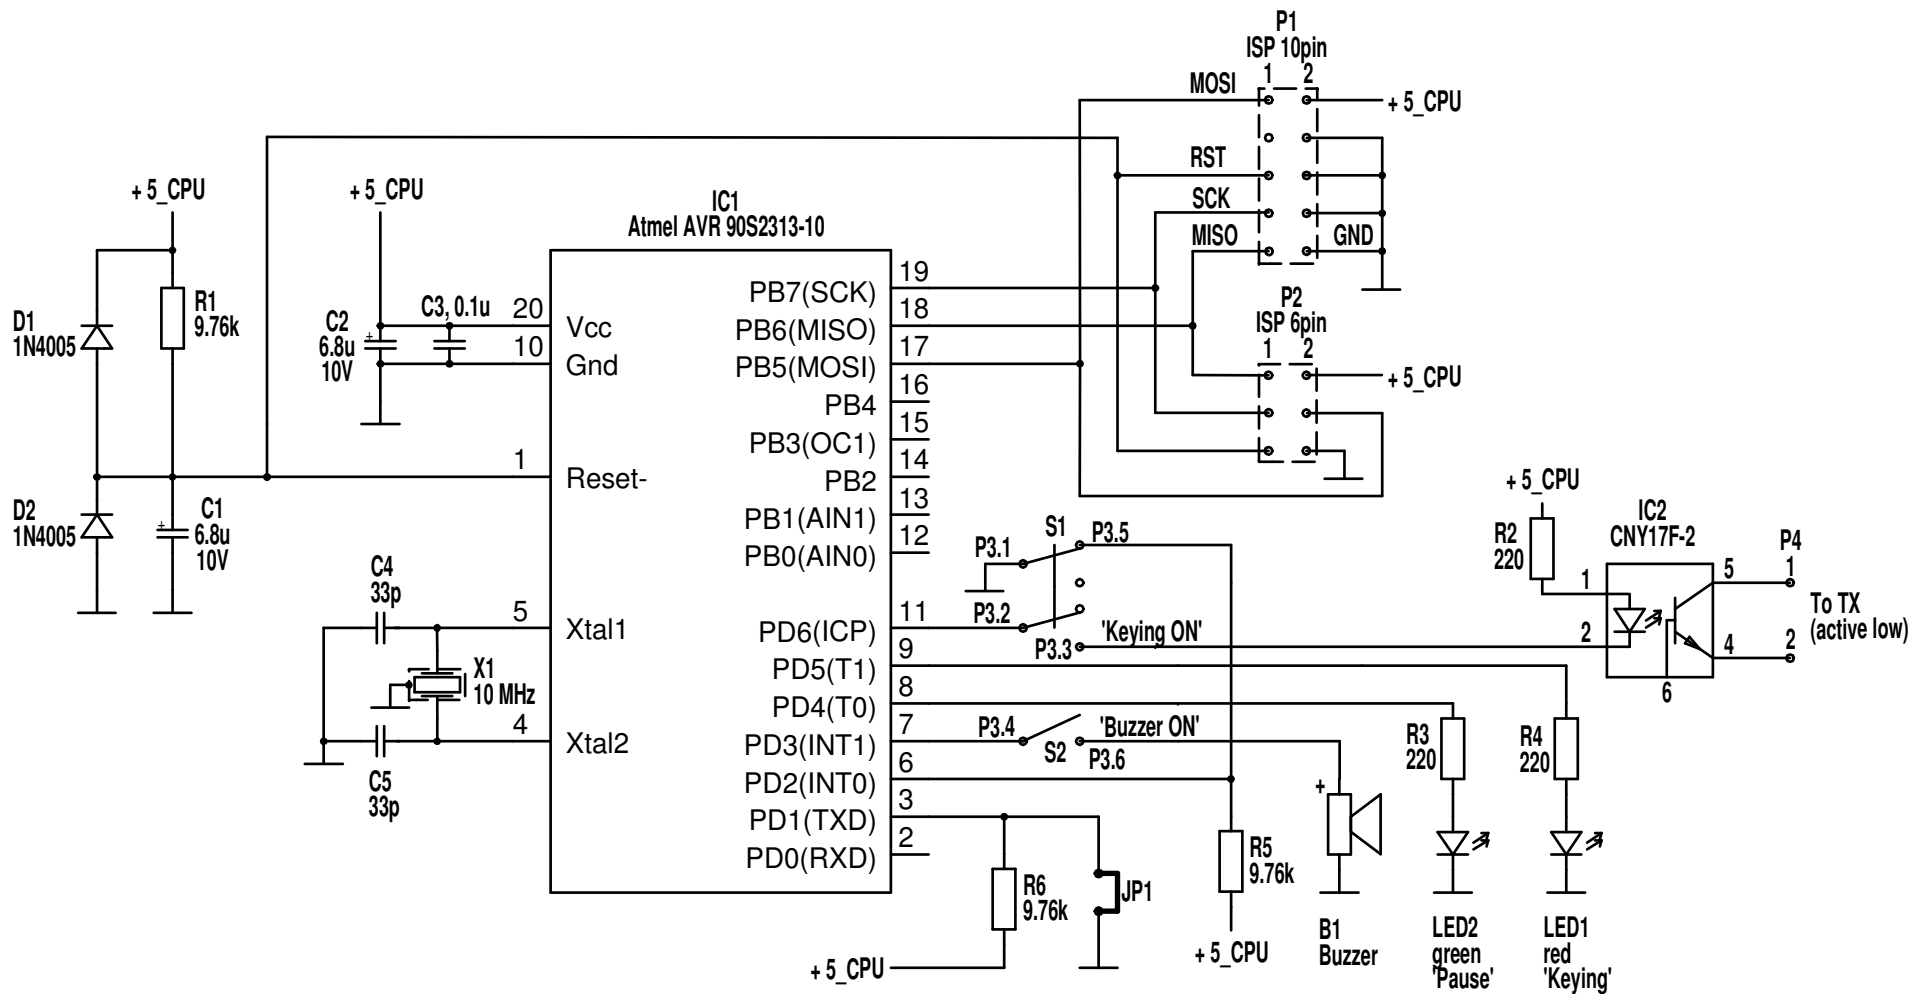 P1
ISP 10pin
1 2
MOSI
+ 5_CPU
RST
SCK
MISO
GND
+ 5_CPU
+ 5_CPU
IC1
Atmel AVR 90S2313-10
D1
1N4005
R1
9.76k
C2
6.8u
10V
+
C3, 0.1u
20
Vcc
10
Gnd
1
Reset-
D2
1N4005
+
C1
6.8u
10V
C4
33p
5
Xtal1
X1
10 MHz
4
Xtal2
C5
33p
19
PB7(SCK)
18
PB6(MISO)
17
PB5(MOSI)
16
PB4
15
PB3(OC1)
14
PB2
13
PB1(AIN1)
12
PB0(AIN0)
11
PD6(ICP)
9
PD5(T1)
8
PD4(T0)
7
PD3(INT1)
6
PD2(INT0)
3
PD1(TXD)
2
PD0(RXD)
P2
ISP 6pin
1 2
+ 5_CPU
S1
P3.1
P3.5
P3.2
P3.3
'Keying ON'
P3.4
S2
'Buzzer ON'
P3.6
+ 5_CPU
R2
220
IC2
CNY17F-2
1
2
5
4
6
P4
1
2
To TX
(active low)
R3
220
R4
220
R5
9.76k
+ 5_CPU
R6
9.76k
JP1
+ 5_CPU
+
B1
Buzzer
LED2
green
'Pause'
LED1
red
'Keying'